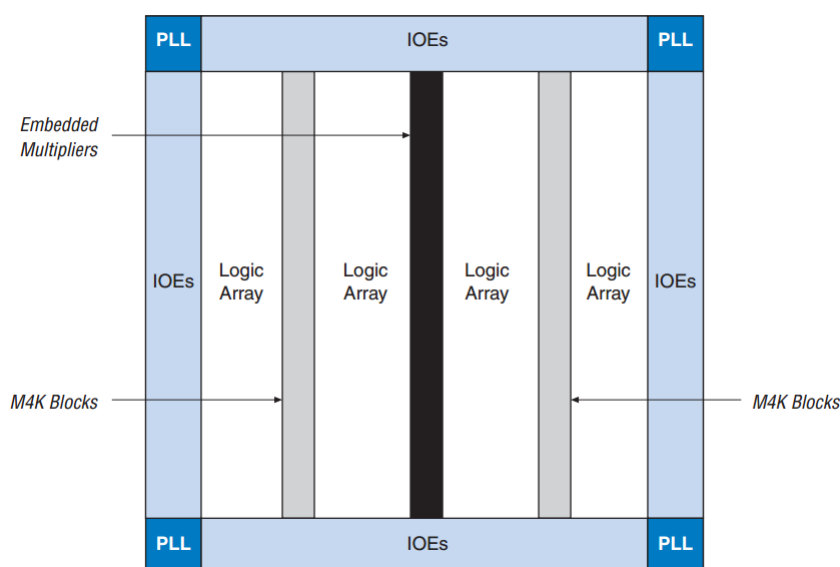 PLL
IOEs
PLL
Embedded
Multipliers
IOEs
Logic
Array
Logic
Array
Logic
Array
Logic
Array
IOEs
M4K Blocks
M4K Blocks
PLL
IOEs
PLL